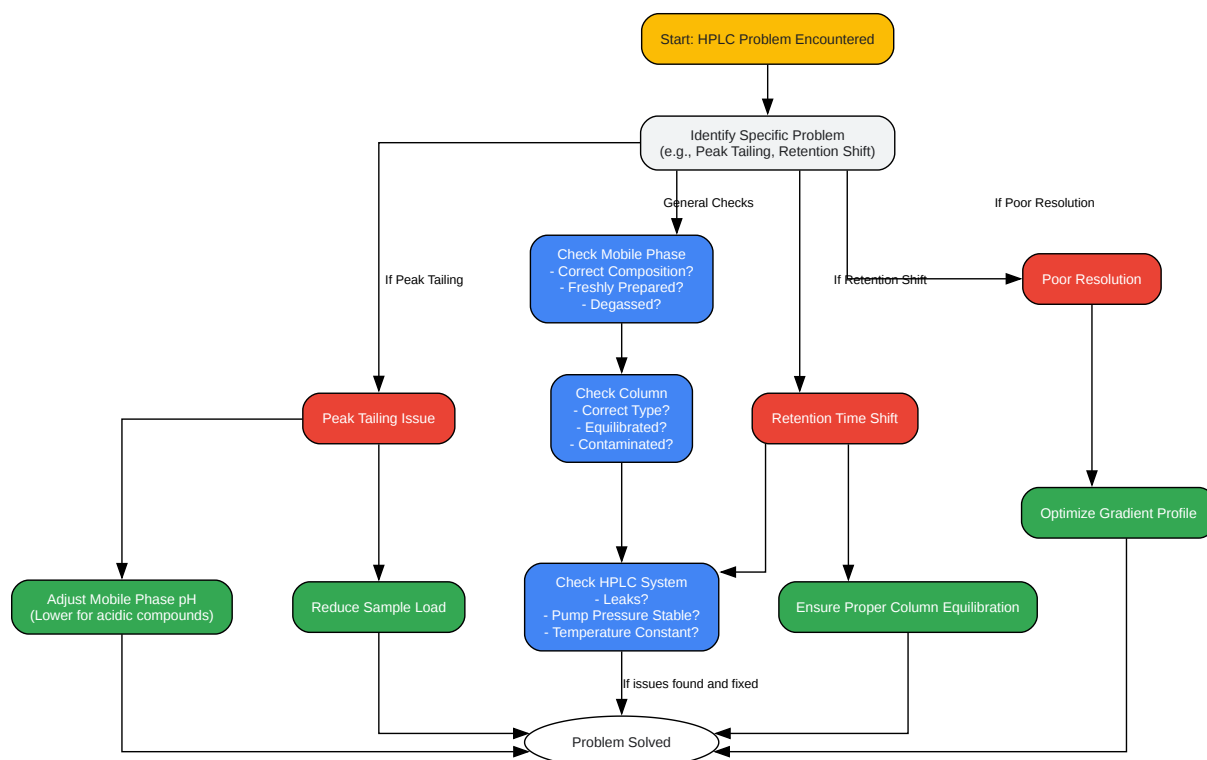 Start: HPLC Problem Encountered
Identify Specific Problem
(e.g., Peak Tailing, Retention Shift)
General Checks
If Poor Resolution
Check Mobile Phase
- Correct Composition?
- Freshly Prepared?
- Degassed?
If Peak Tailing
If Retention Shift
Poor Resolution
Check Column
- Correct Type?
- Equilibrated?
- Contaminated?
Peak Tailing Issue
Retention Time Shift
Optimize Gradient Profile
Check HPLC System
- Leaks?
- Pump Pressure Stable?
- Temperature Constant?
Adjust Mobile Phase pH
(Lower for acidic compounds)
Reduce Sample Load
Ensure Proper Column Equilibration
If issues found and fixed
Problem Solved